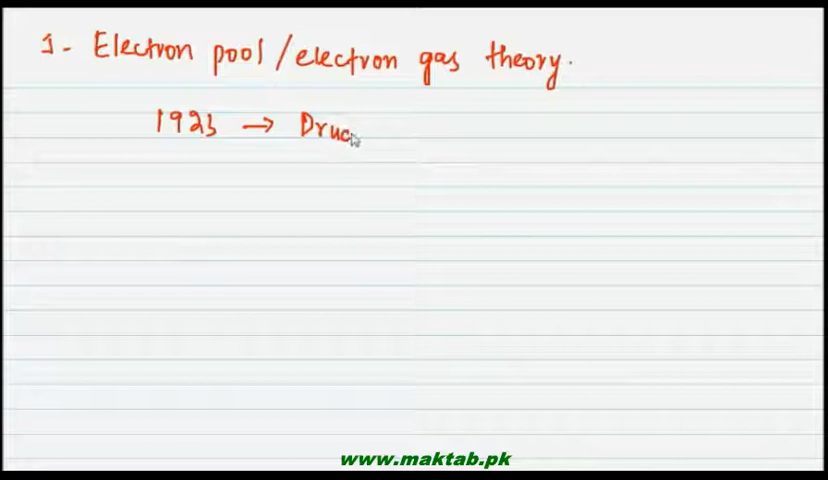 1- Electron pool/electron gas theory.
1923 → Druc
www.maktab.pk